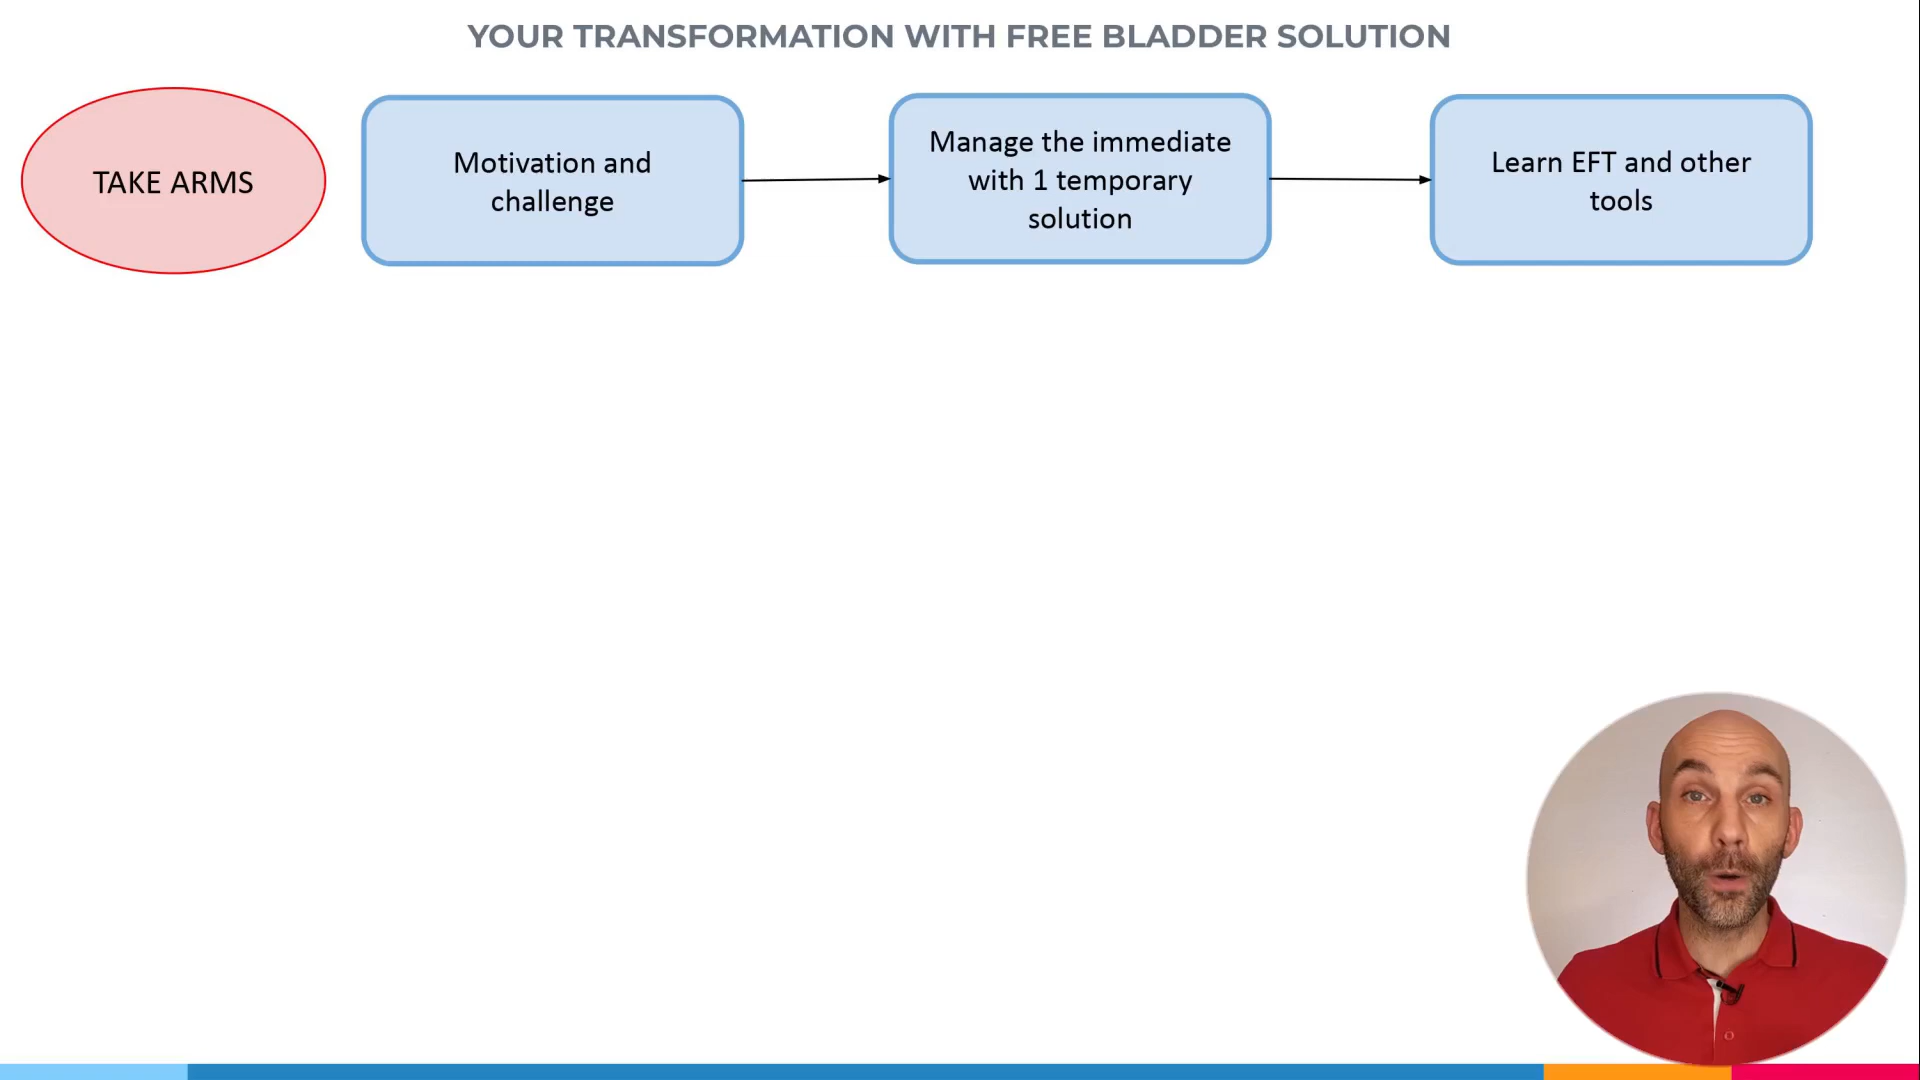 YOUR TRANSFORMATION WITH FREE BLADDER SOLUTION
TAKE ARMS
Motivation and
challenge
Manage the immediate
with 1 temporary
solution
Learn EFT and other
tools